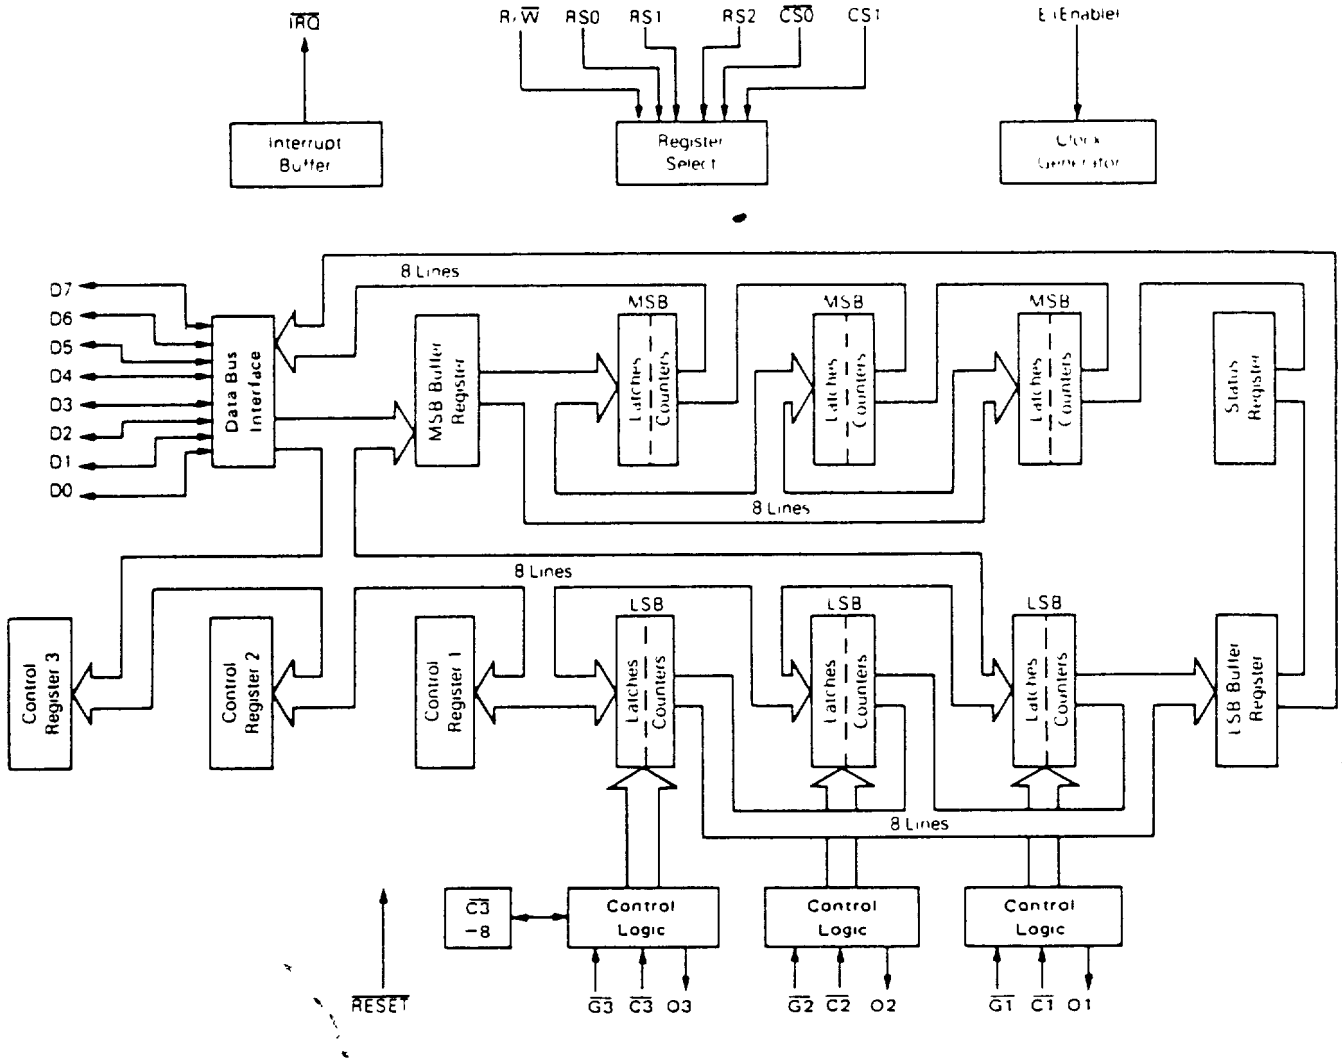 IRQ
R/W RS0 RS1 RS2 CS0 CS1
E (Enable)
Interrupt
Buffer
Register
Select
Clock
Generator
8 Lines
D7
D6
D5
D4
D3
D2
D1
D0
Data Bus
Interface
MSB Buffer
Register
MSB
Latches
Counters
MSB
Latches
Counters
MSB
Latches
Counters
Status
Register
8 Lines
8 Lines
Control
Register 3
Control
Register 2
Control
Register 1
LSB
Latches
Counters
LSB
Latches
Counters
LSB
Latches
Counters
LSB Buffer
Register
8 Lines
C3
÷8
Control
Logic
Control
Logic
Control
Logic
RESET
G3 C3 O3
G2 C2 O2
G1 C1 O1